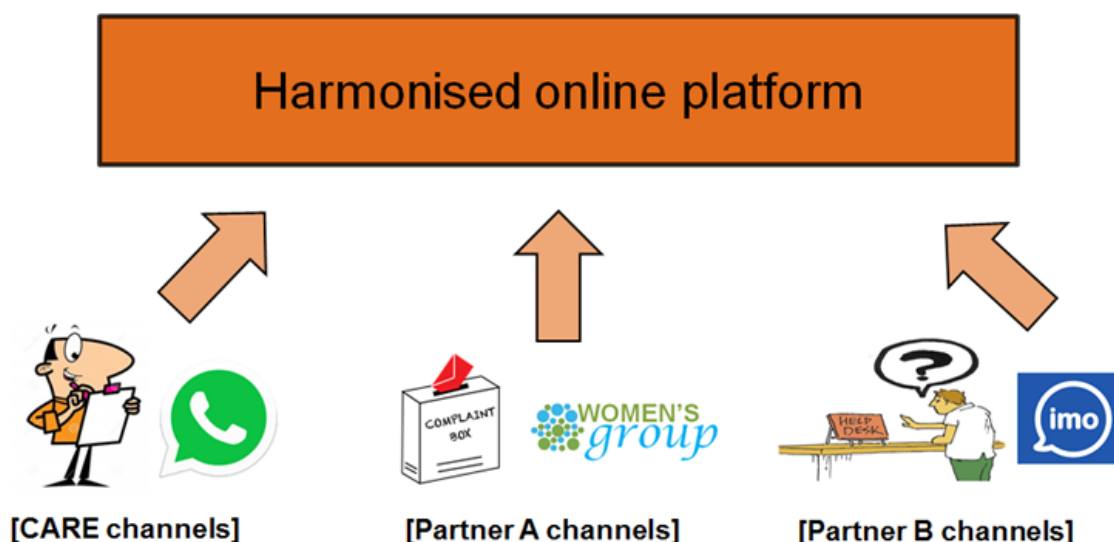 Harmonised online platform
COMPLAINT
BOX
WOMEN'S
group
HELP
DESK
?
imo
[CARE channels]
[Partner A channels]
[Partner B channels]